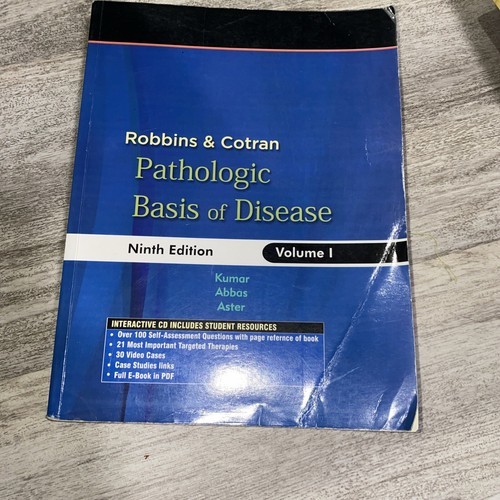 Robbins & Cotran
Pathologic
Basis of Disease
Ninth Edition Volume I
Kumar
Abbas
Aster
INTERACTIVE CD INCLUDES STUDENT RESOURCES
• Over 100 Self-Assessment Questions with page refernce of book
• 21 Most Important Targeted Therapies
• 30 Video Cases
• Case Studies links
• Full E-Book in PDF